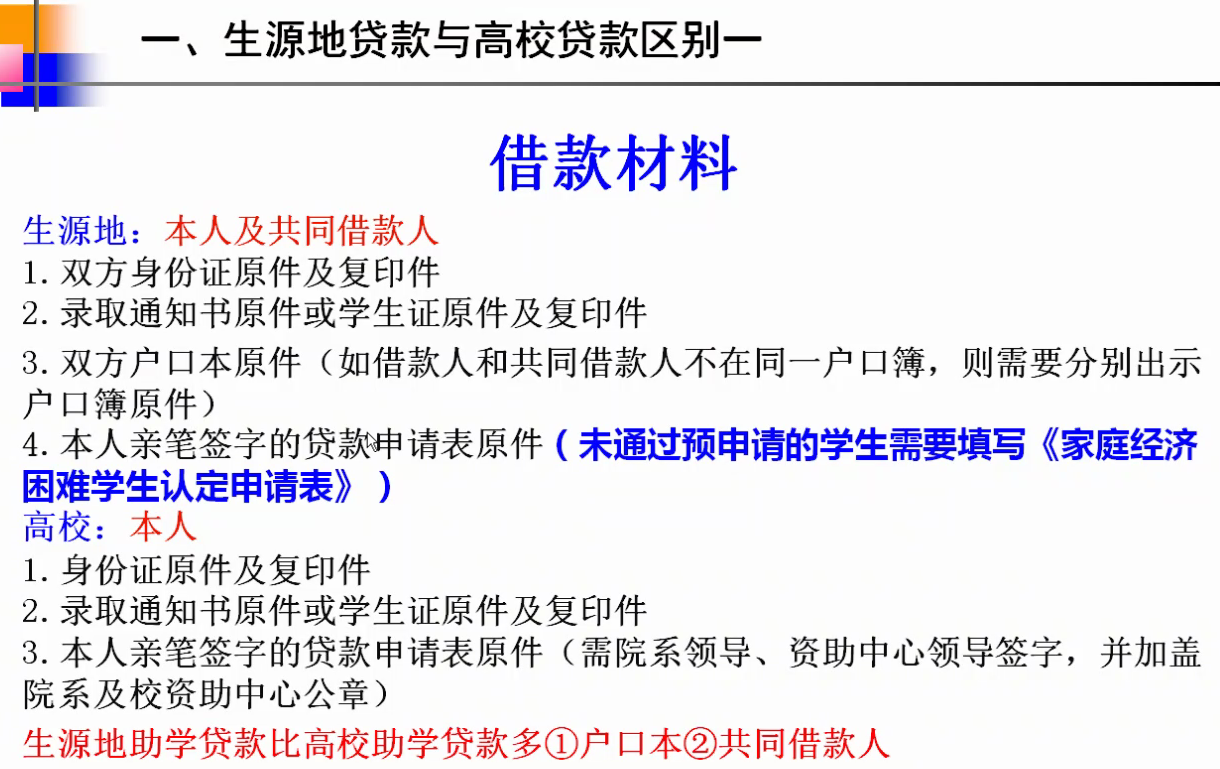 一、生源地贷款与高校贷款区别一
借款材料
生源地：本人及共同借款人
1. 双方身份证原件及复印件
2. 录取通知书原件或学生证原件及复印件
3. 双方户口本原件（如借款人和共同借款人不在同一户口簿，则需要分别出示
户口簿原件）
4. 本人亲笔签字的贷款申请表原件（未通过预申请的学生需要填写《家庭经济
困难学生认定申请表》）
高校：本人
1. 身份证原件及复印件
2. 录取通知书原件或学生证原件及复印件
3. 本人亲笔签字的贷款申请表原件（需院系领导、资助中心领导签字，并加盖
院系及校资助中心公章）
生源地助学贷款比高校助学贷款多①户口本②共同借款人